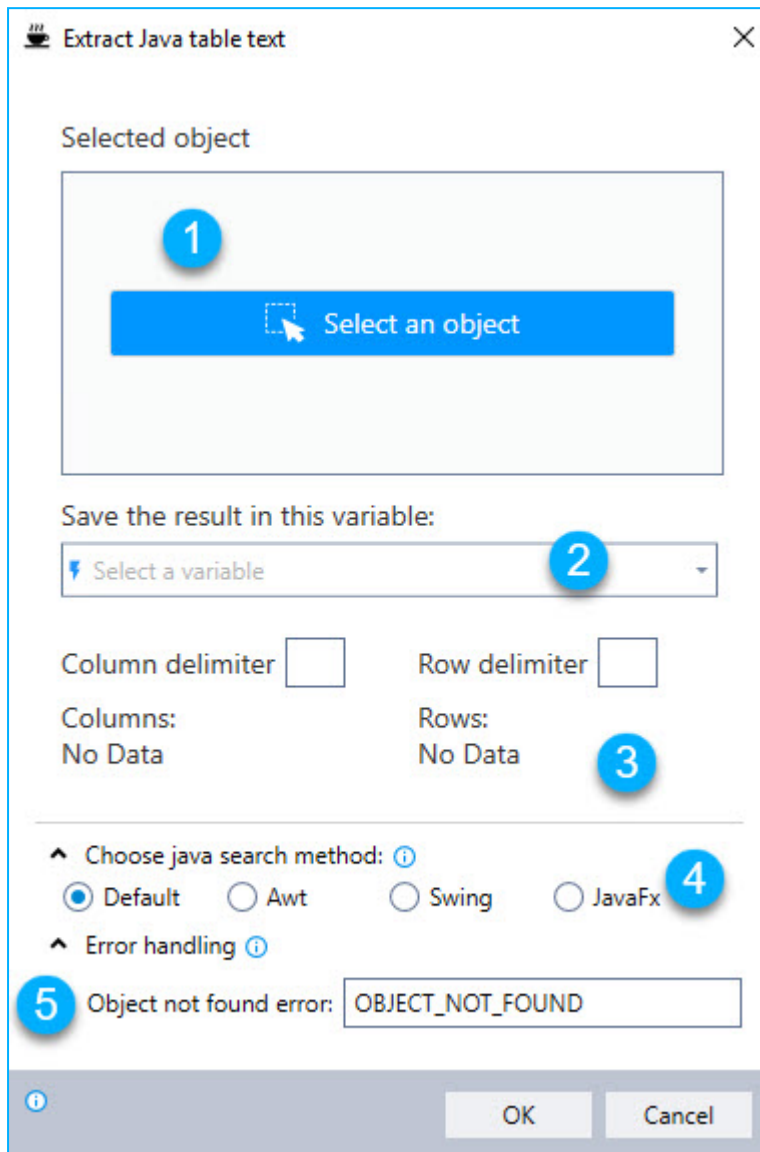 Extract Java table text
Selected object
1
Select an object
Save the result in this variable:
Select a variable
2
Column delimiter Row delimiter
Columns: Rows:
No Data No Data
3
Choose java search method:
Default Awt Swing JavaFx
4
Error handling
5
Object not found error: OBJECT_NOT_FOUND
OK Cancel